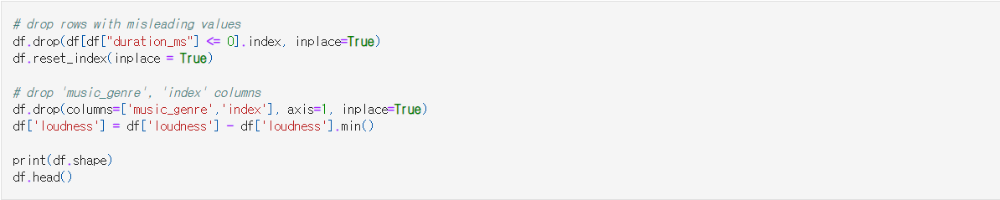 # drop rows with misleading values
df.drop(df[df["duration_ms"] <= 0].index, inplace=True)
df.reset_index(inplace = True)
# drop 'music_genre', 'index' columns
df.drop(columns=['music_genre','index'], axis=1, inplace=True)
df['loudness'] = df['loudness'] - df['loudness'].min()
print(df.shape)
df.head()